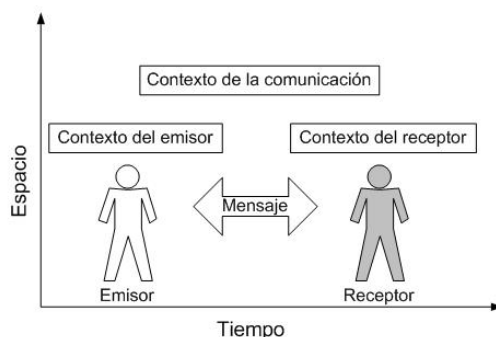 Contexto de la comunicación
Contexto del emisor
Contexto del receptor
Espacio
Mensaje
Emisor
Receptor
Tiempo